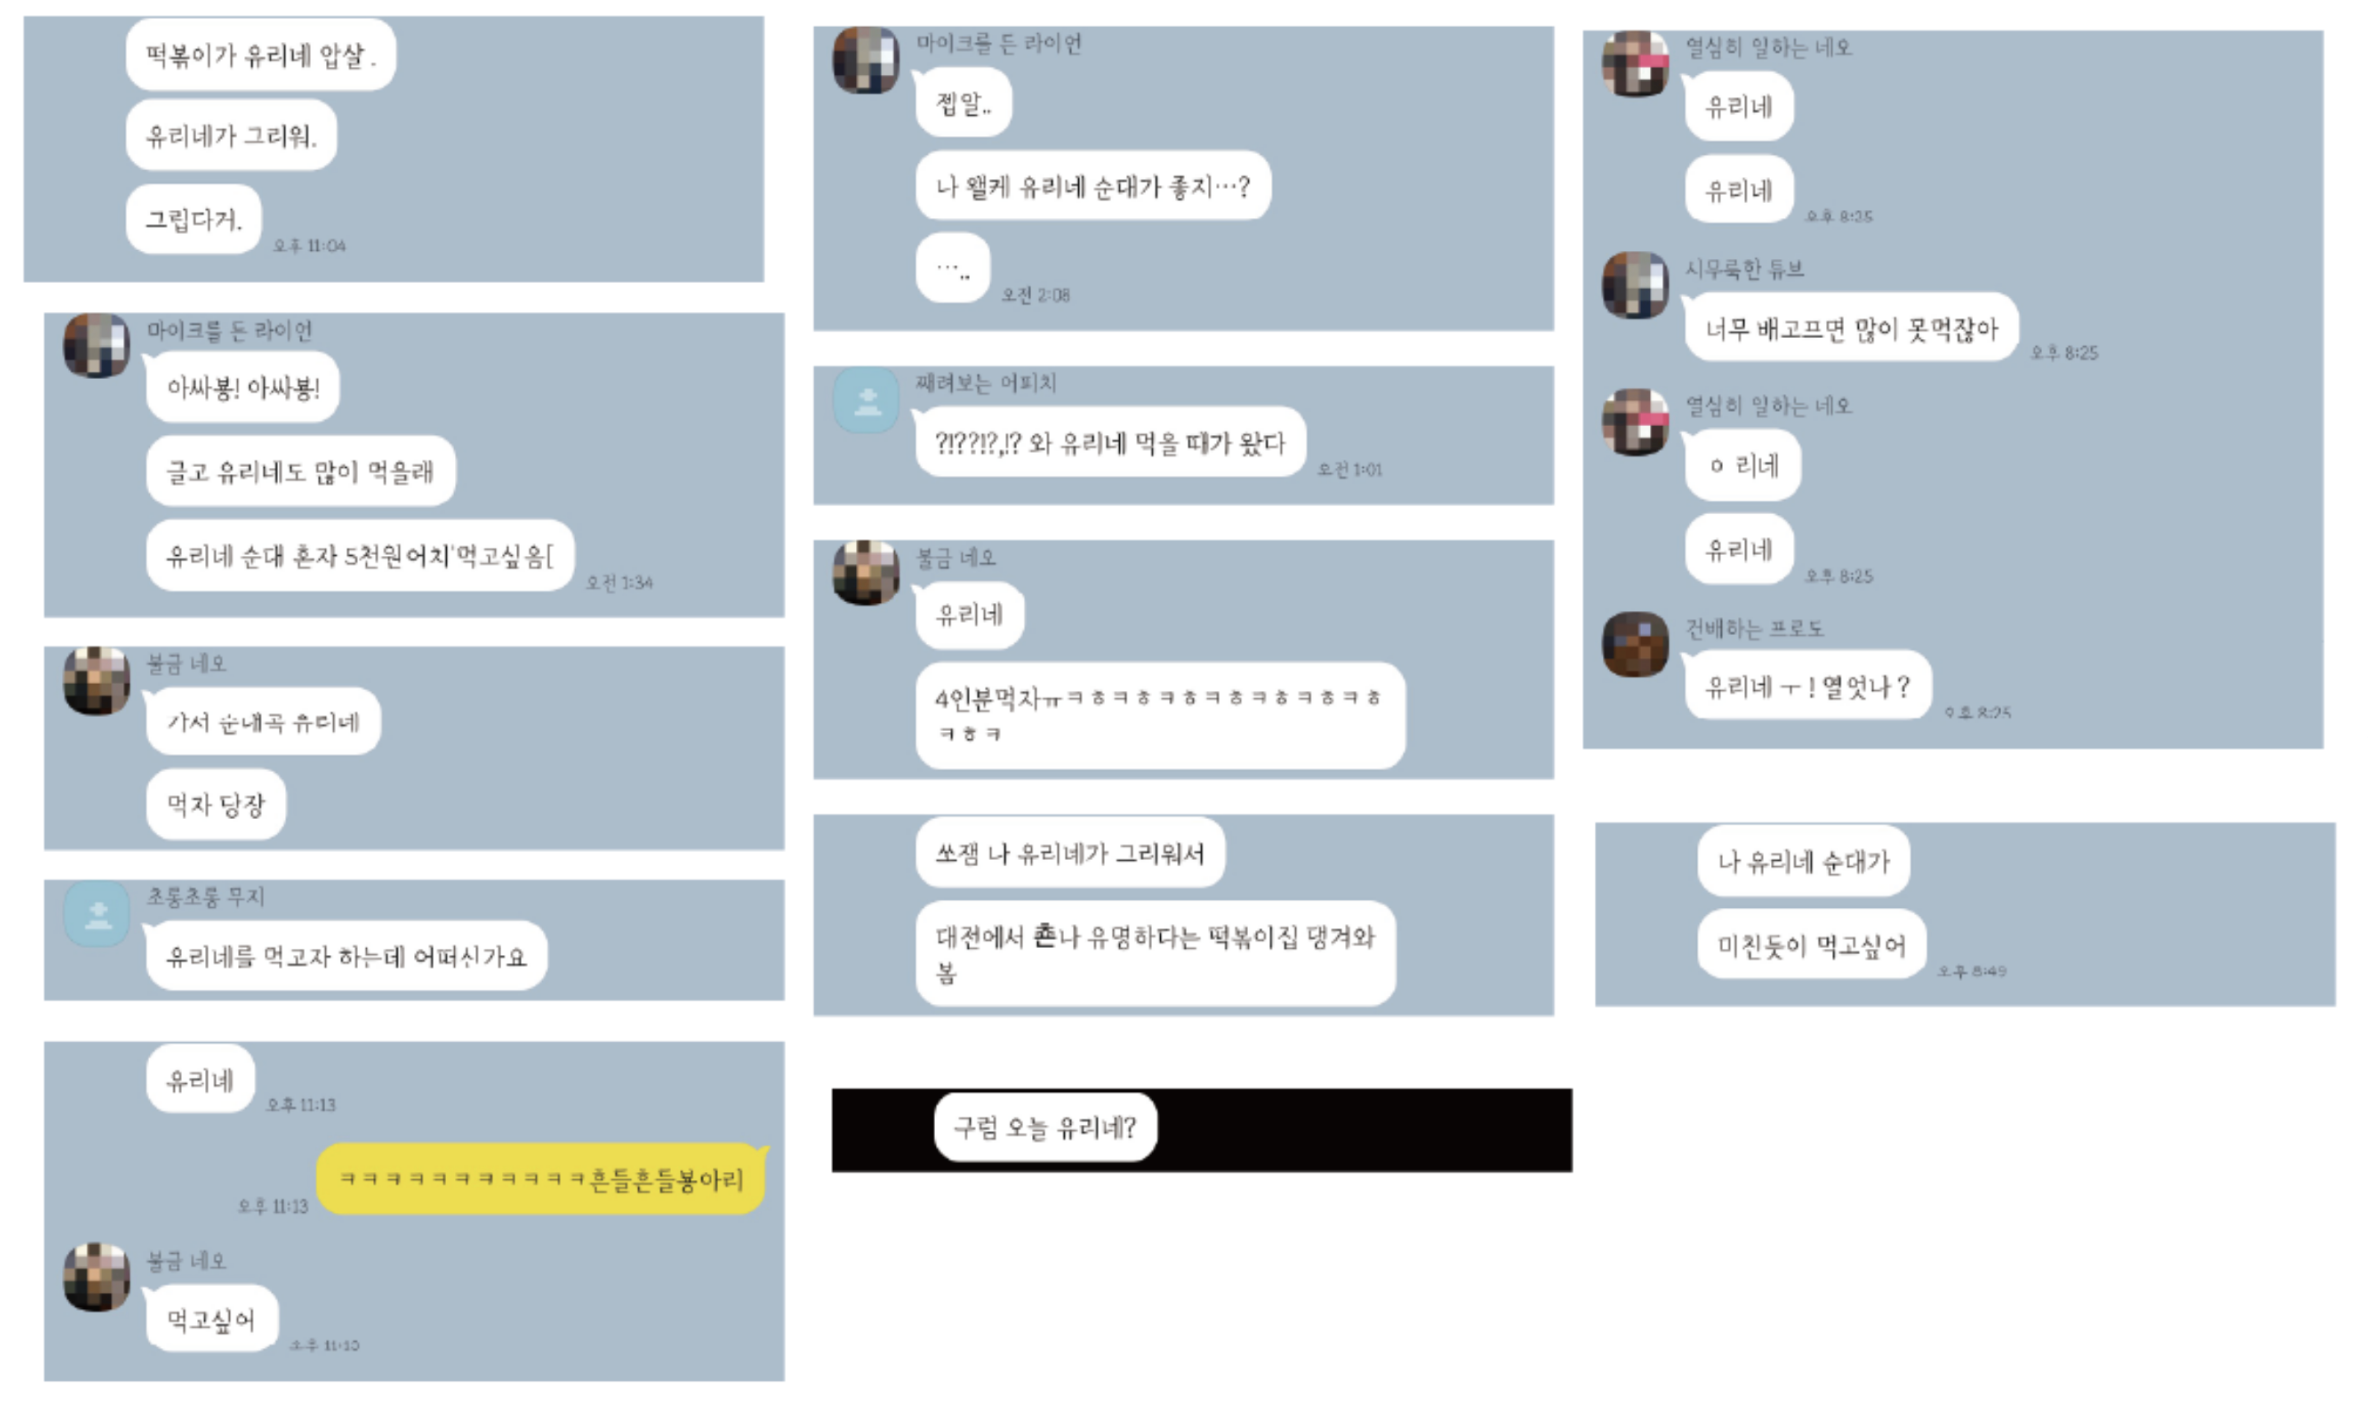 떡볶이가 유리네 압살 .
유리네가 그리워.
그립다거.
오후 11:04
마이크를 든 라이언
아싸뵹! 아싸뵹!
글고 유리네도 많이 먹을래
유리네 순대 혼자 5천원어치'먹고싶음[
오전 1:34
불금 네오
가서 순대곡 유리네
먹자 당장
초롱초롱 무지
유리네를 먹고자 하는데 어떠신가요
유리네
오후 11:13
ㅋㅋㅋㅋㅋㅋㅋㅋㅋㅋㅋ흔들흔들뵹아리
오후 11:13
불금 네오
먹고싶어
오후 11:10
마이크를 든 라이언
젭알..
나 왤케 유리네 순대가 좋지…?
…..
오전 2:08
째려보는 어피치
?!??!?,!? 와 유리네 먹을 때가 왔다
오전 1:01
불금 네오
유리네
4인분먹자ㅠㅋㅎㅋㅎㅋㅎㅋㅎㅋㅎㅋㅎㅋㅎ
ㅋㅎㅋ
쏘잼 나 유리네가 그리워서
대전에서 죤나 유명하다는 떡볶이집 댕겨와
봄
구럼 오늘 유리네?
열심히 일하는 네오
유리네
유리네
오후 8:25
시무룩한 튜브
너무 배고프면 많이 못먹잖아
오후 8:25
열심히 일하는 네오
ㅇ 리네
유리네
오후 8:25
건배하는 프로도
유리네 ㅜ ! 열엇나 ?
오후 8:25
나 유리네 순대가
미친듯이 먹고싶어
오후 8:49